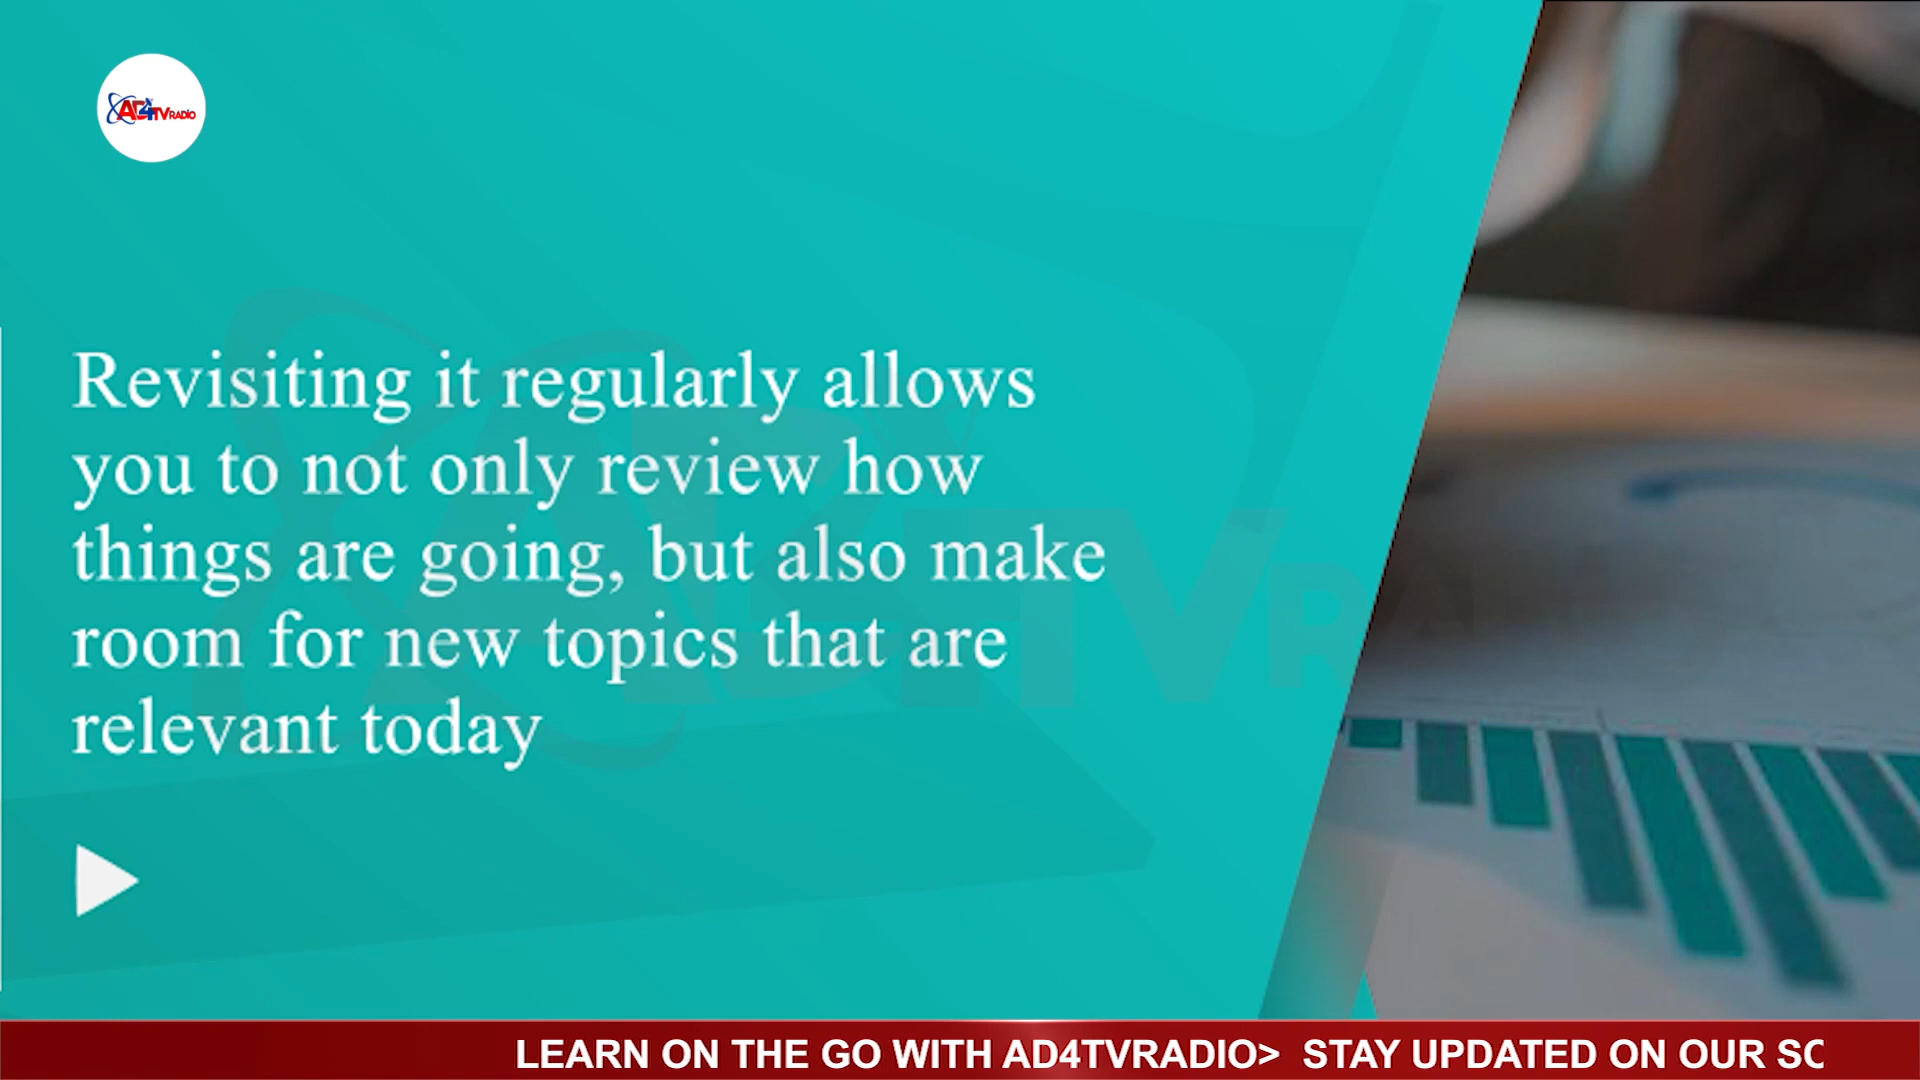 AD4TVRADIO
Revisiting it regularly allows
you to not only review how
things are going, but also make
room for new topics that are
relevant today
LEARN ON THE GO WITH AD4TVRADIO> STAY UPDATED ON OUR SC